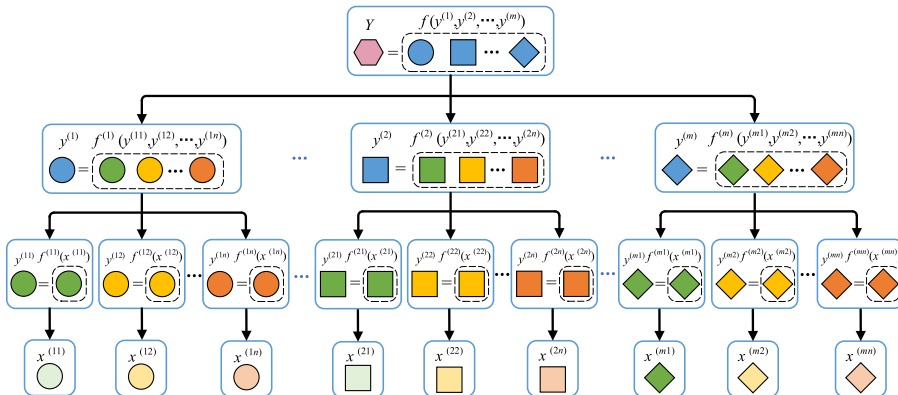 Y f(y^(1),y^(2),⋯,y^(m))
= ⋯
y^(1) f^(1) (y^(11),y^(12),⋯,y^(1n))
= ⋯
⋯
y^(2) f^(2) (y^(21),y^(22),⋯,y^(2n))
= ⋯
⋯
y^(m) f^(m) (y^(m1),y^(m2),⋯,y^(mn))
= ⋯
y^(11) f^(11)(x^(11))
=
y^(12) f^(12)(x^(12))
=
⋯
y^(1n) f^(1n)(x^(1n))
=
⋯
y^(21) f^(21)(x^(21))
=
y^(22) f^(22)(x^(22))
=
⋯
y^(2n) f^(2n)(x^(2n))
=
⋯
y^(m1) f^(m1)(x^(m1))
=
y^(m2) f^(m2)(x^(m2))
=
⋯
y^(mn) f^(mn)(x^(mn))
=
x^(11)
x^(12)
x^(1n)
x^(21)
x^(22)
x^(2n)
x^(m1)
x^(m2)
x^(mn)